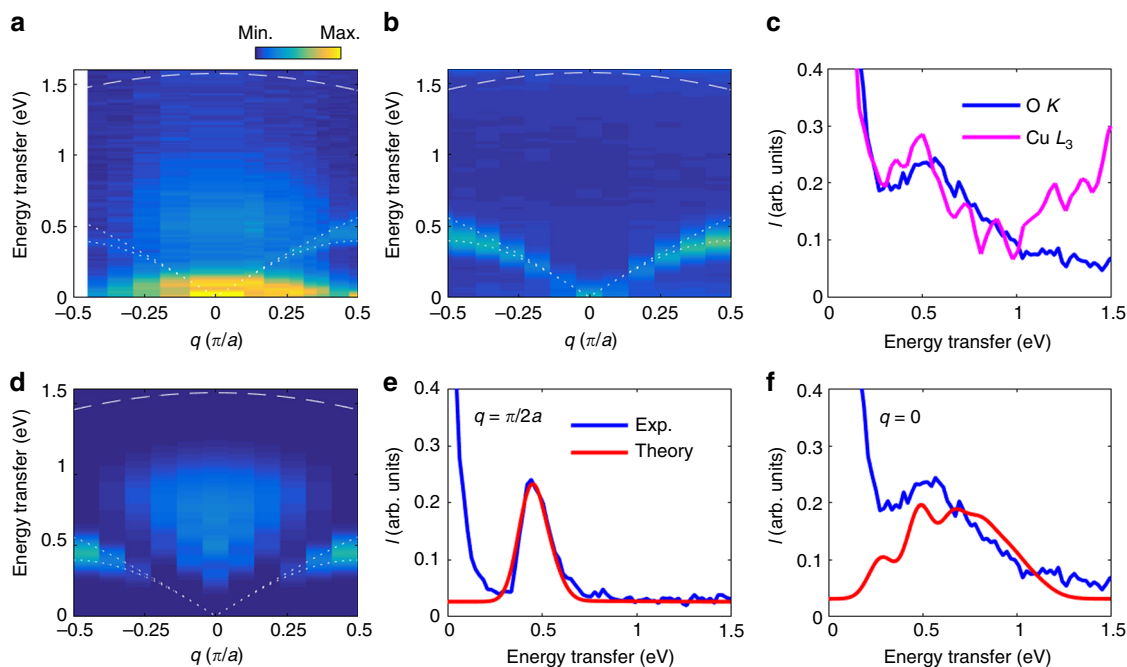 a
Min. Max.
1.5
1
0.5
0
Energy transfer (eV)
–0.5 –0.25 0 0.25 0.5
q (π/a)
b
1.5
1
0.5
0
Energy transfer (eV)
–0.5 –0.25 0 0.25 0.5
q (π/a)
c
0.4
0.3
0.2
0.1
0
I (arb. units)
O K
Cu L3
0 0.5 1 1.5
Energy transfer (eV)
d
1.5
1
0.5
0
Energy transfer (eV)
–0.5 –0.25 0 0.25 0.5
q (π/a)
e
0.4
0.3
0.2
0.1
0
I (arb. units)
q = π/2a
Exp.
Theory
0 0.5 1 1.5
Energy transfer (eV)
f
0.4
0.3
0.2
0.1
0
I (arb. units)
q = 0
0 0.5 1 1.5
Energy transfer (eV)